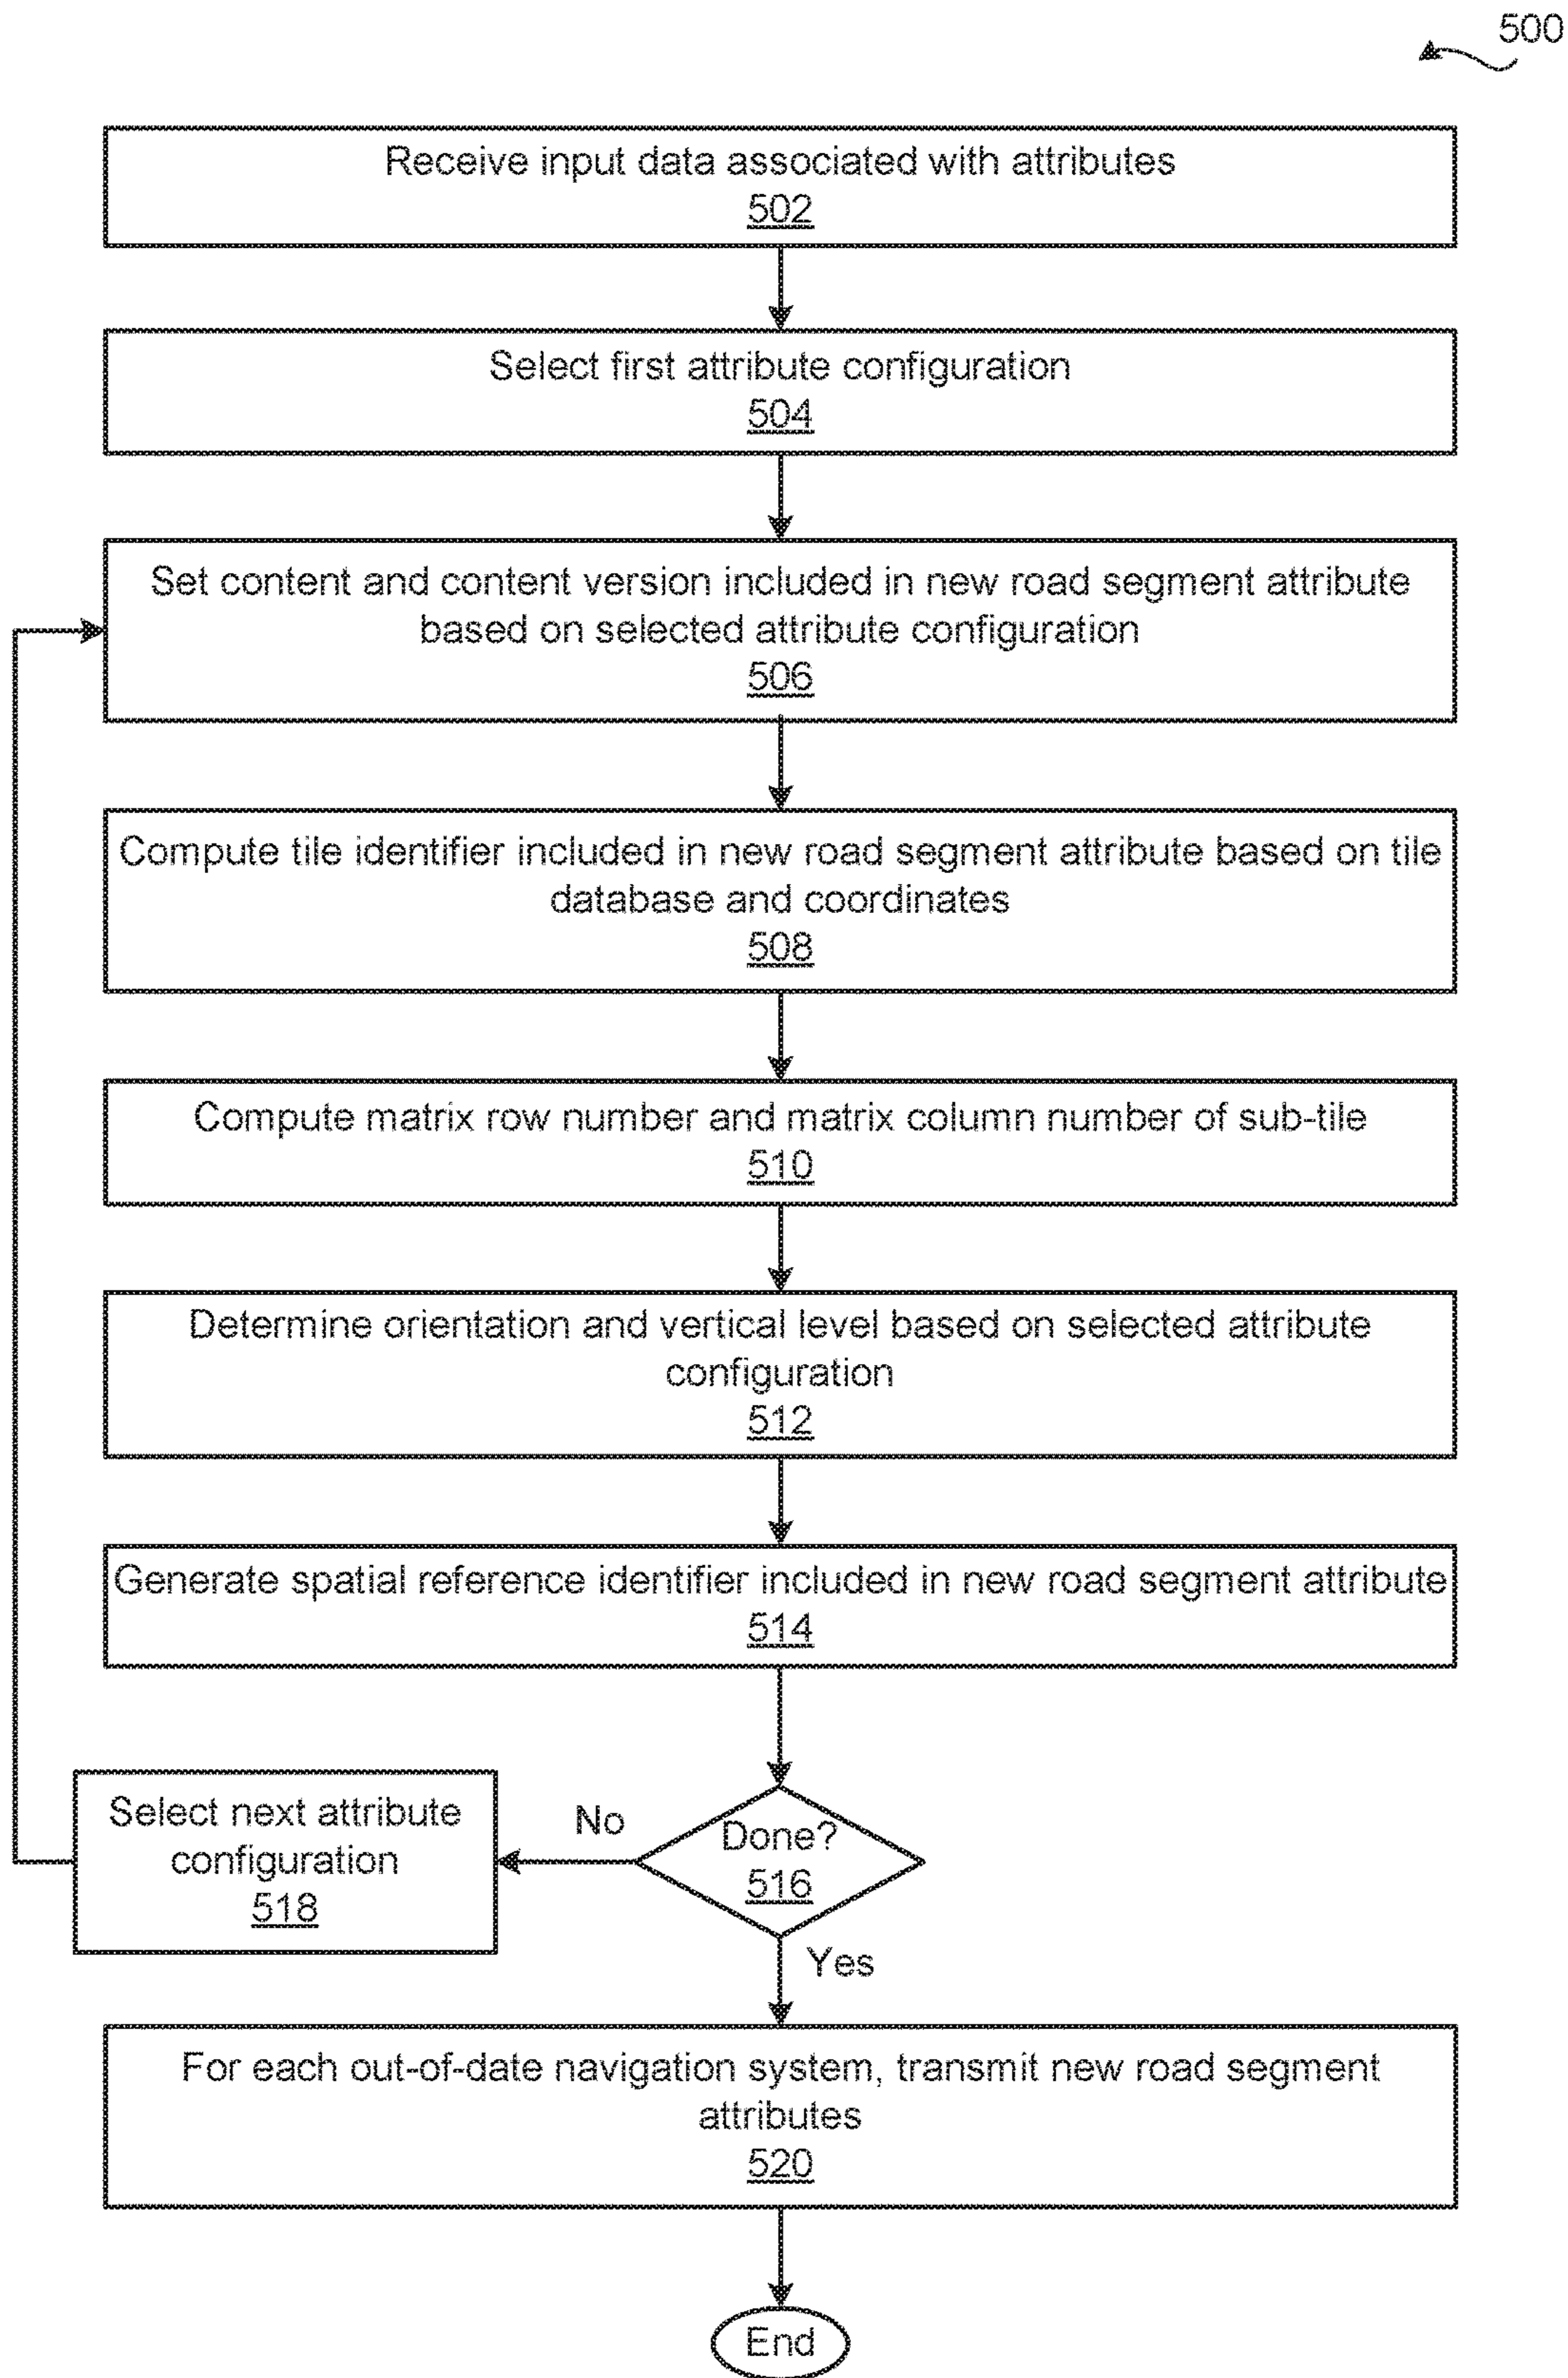 500
Receive input data associated with attributes
502
Select first attribute configuration
504
Set content and content version included in new road segment attribute
based on selected attribute configuration
506
Compute tile identifier included in new road segment attribute based on tile
database and coordinates
508
Compute matrix row number and matrix column number of sub-tile
510
Determine orientation and vertical level based on selected attribute
configuration
512
Generate spatial reference identifier included in new road segment attribute
514
Done?
516
No
Select next attribute
configuration
518
Yes
For each out-of-date navigation system, transmit new road segment
attributes
520
End